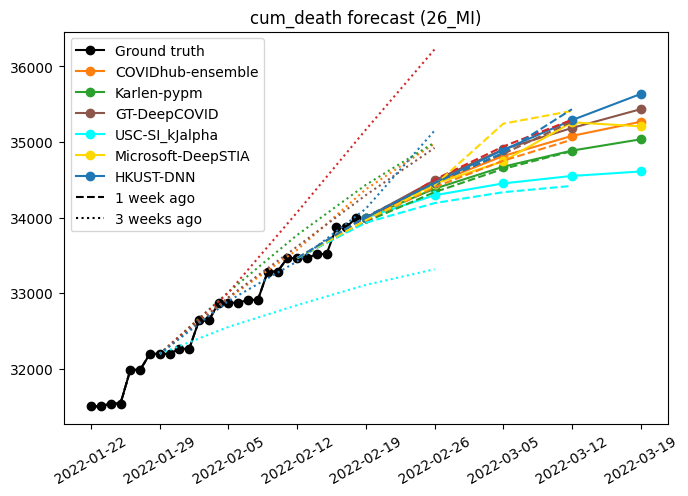 cum_death forecast (26_MI)
Ground truth
COVIDhub-ensemble
Karlen-pypm
GT-DeepCOVID
USC-SI_kJalpha
Microsoft-DeepSTIA
HKUST-DNN
1 week ago
3 weeks ago
36000
35000
34000
33000
32000
2022-01-22
2022-01-29
2022-02-05
2022-02-12
2022-02-19
2022-02-26
2022-03-05
2022-03-12
2022-03-19